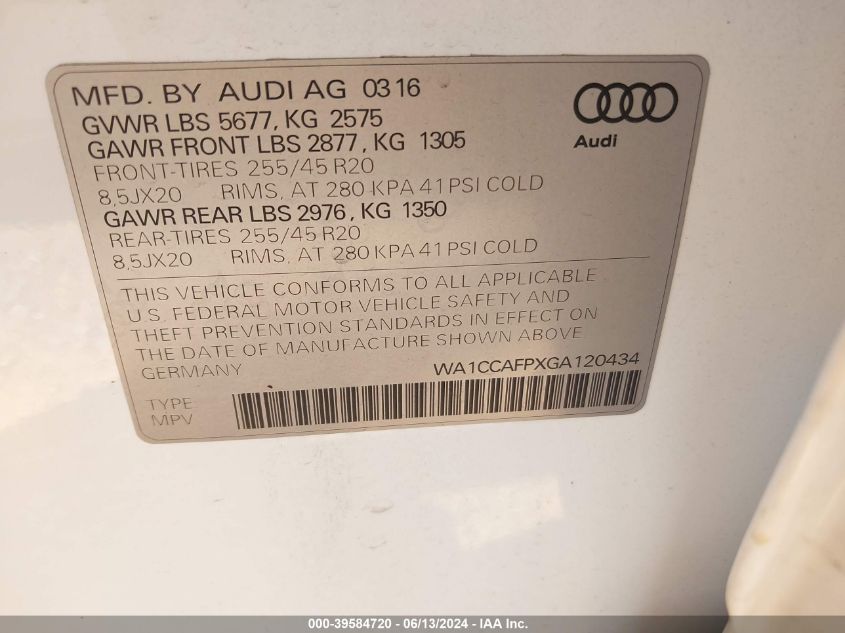 MFD. BY AUDI AG 03 16
GVWR LBS 5677, KG 2575
GAWR FRONT LBS 2877, KG 1305
FRONT-TIRES 255/45 R20
8,5JX20 RIMS, AT 280 KPA 41 PSI COLD
GAWR REAR LBS 2976, KG 1350
REAR-TIRES 255/45 R20
8,5JX20 RIMS, AT 280 KPA 41 PSI COLD
Audi
THIS VEHICLE CONFORMS TO ALL APPLICABLE
U.S. FEDERAL MOTOR VEHICLE SAFETY AND
THEFT PREVENTION STANDARDS IN EFFECT ON
THE DATE OF MANUFACTURE SHOWN ABOVE.
GERMANY WA1CCAFPXGA120434
TYPE
MPV
000-39584720 - 06/13/2024 - IAA Inc.